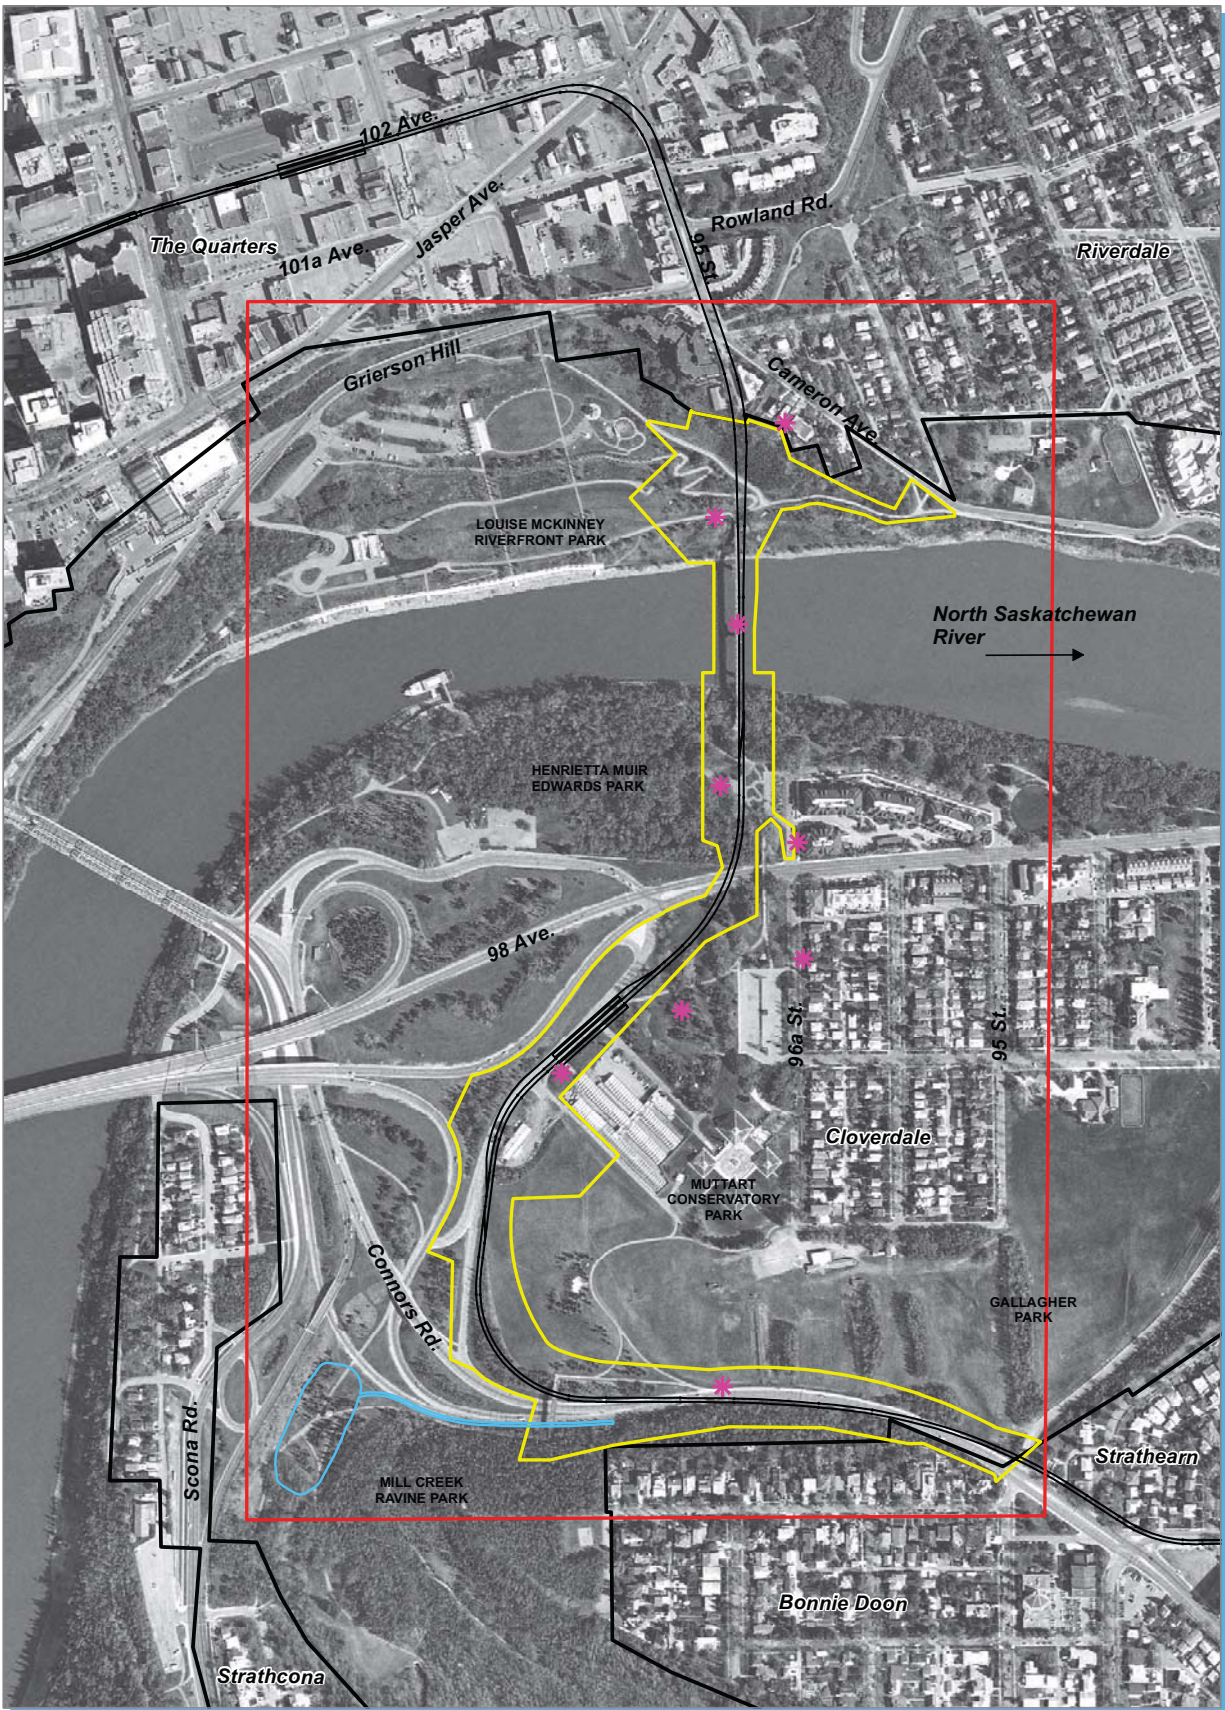 102 Ave.
Jasper Ave.
Rowland Rd.
The Quarters
101a Ave.
95 St.
Riverdale
Grierson Hill
Cameron Ave.
LOUISE MCKINNEY
RIVERFRONT PARK
North Saskatchewan
River
HENRIETTA MUIR
EDWARDS PARK
98 Ave.
96a St.
95 St.
Cloverdale
MUTTART
CONSERVATORY
PARK
Connors Rd.
GALLAGHER
PARK
Scona Rd.
Strathearn
MILL CREEK
RAVINE PARK
Bonnie Doon
Strathcona